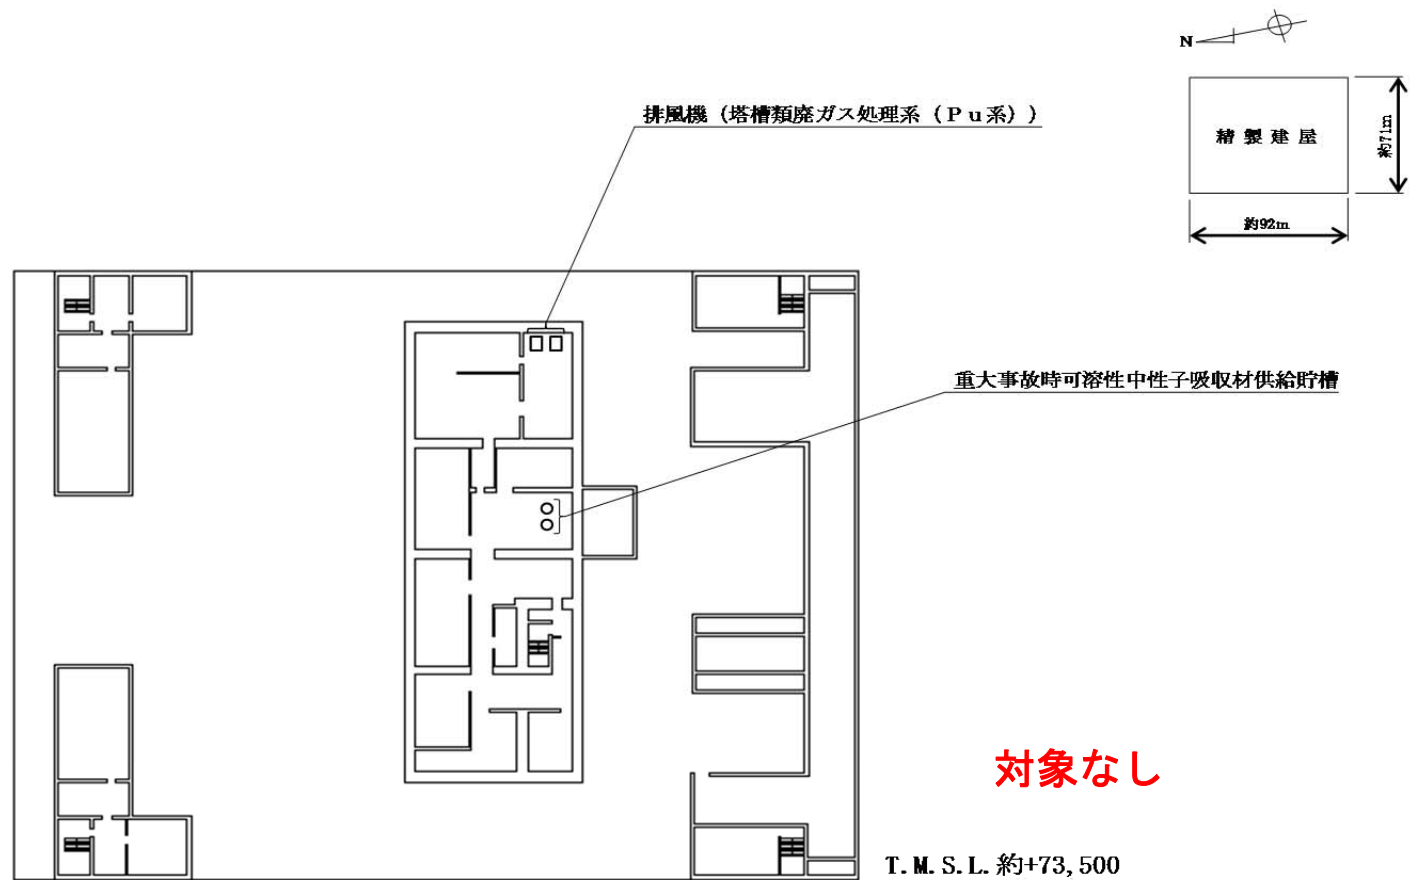 N
排風機（塔槽類廃ガス処理系（Ｐｕ系））
精製建屋
約71m
約92m
重大事故時可溶性中性子吸収材供給貯槽
対象なし
T.M.S.L.約+73,500